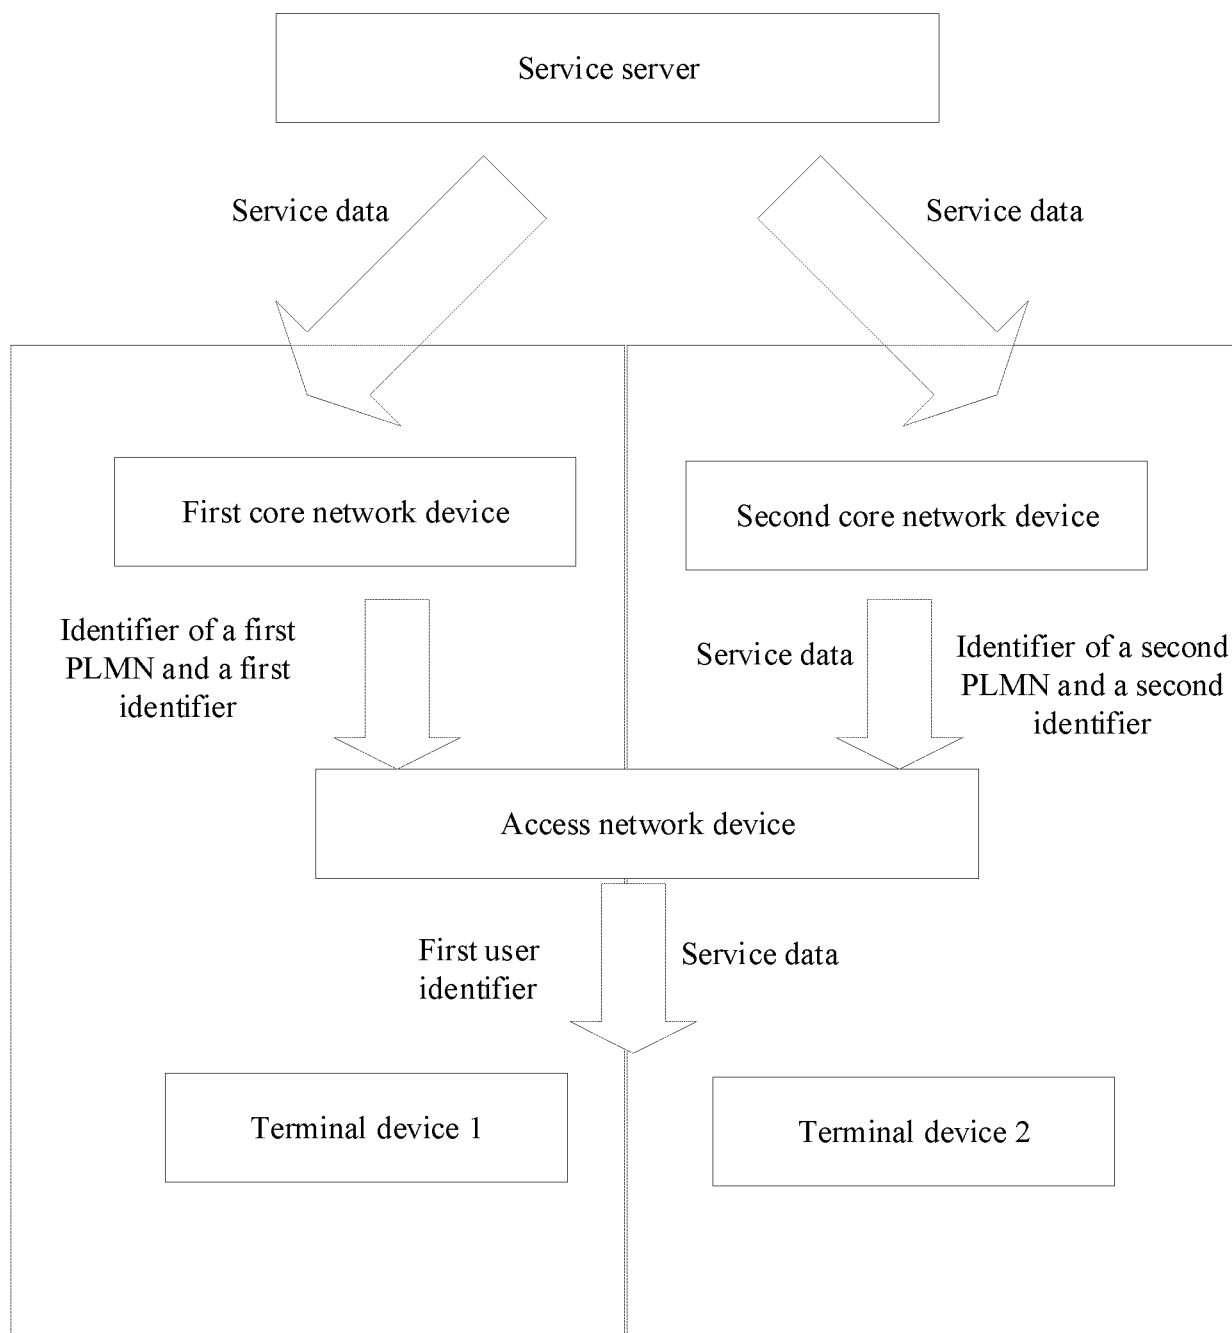 Service server
Service data
Service data
First core network device
Second core network device
Identifier of a first
PLMN and a first
identifier
Service data
Identifier of a second
PLMN and a second
identifier
Access network device
First user
identifier
Service data
Terminal device 1
Terminal device 2